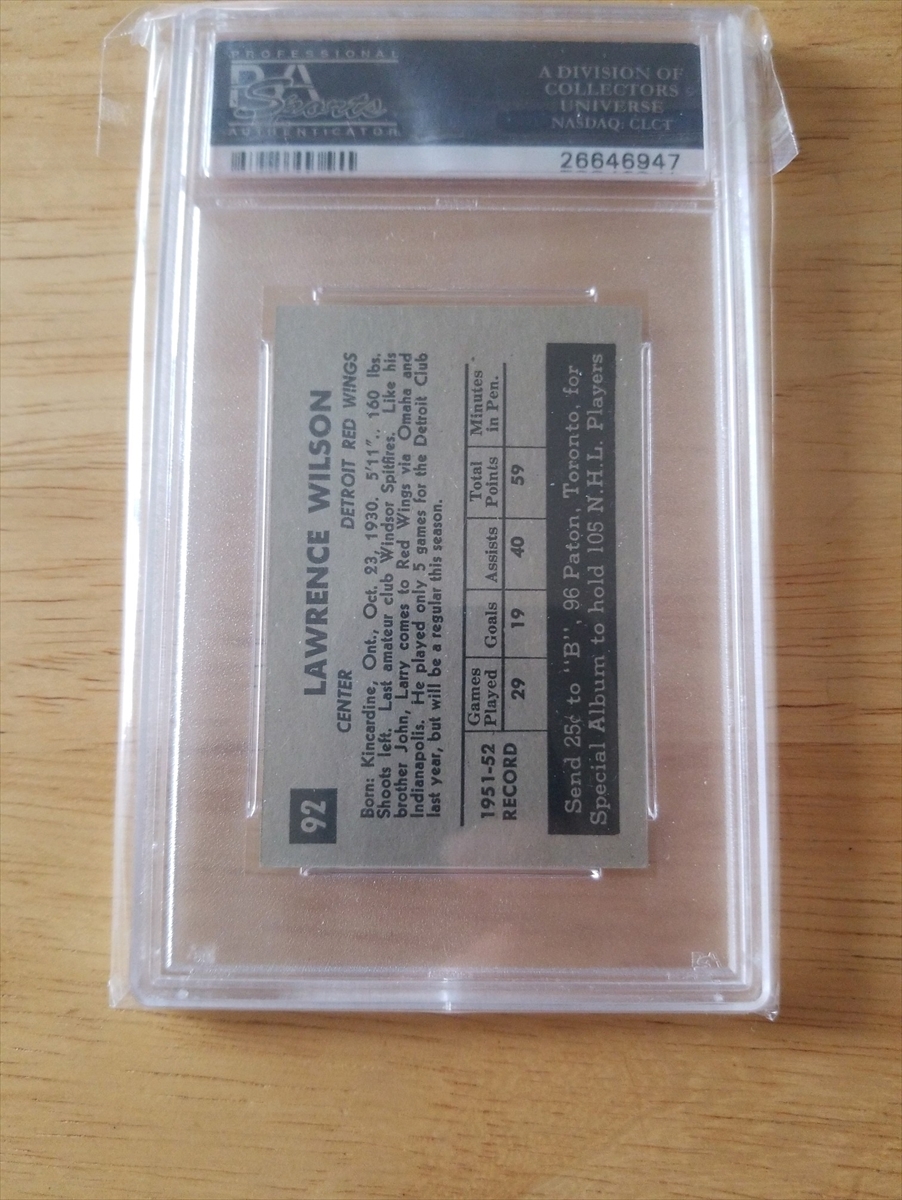 PROFESSIONAL
PSA
Sports
AUTHENTICATOR
A DIVISION OF
COLLECTORS
UNIVERSE
NASDAQ: CLCT
26646947
92
LAWRENCE WILSON
CENTER DETROIT RED WINGS
Born: Kincardine, Ont., Oct. 23, 1930. 5'11", 160 lbs.
Shoots left. Last amateur club Windsor Spitfires. Like his
brother John, Larry comes to Red Wings via Omaha and
Indianapolis. He played only 5 games for the Detroit Club
last year, but will be a regular this season.
1951-52 RECORD
Games Played Goals Assists Total Points Minutes in Pen.
29 19 40 59
Send 25¢ to "B", 96 Paton, Toronto, for
Special Album to hold 105 N.H.L. Players